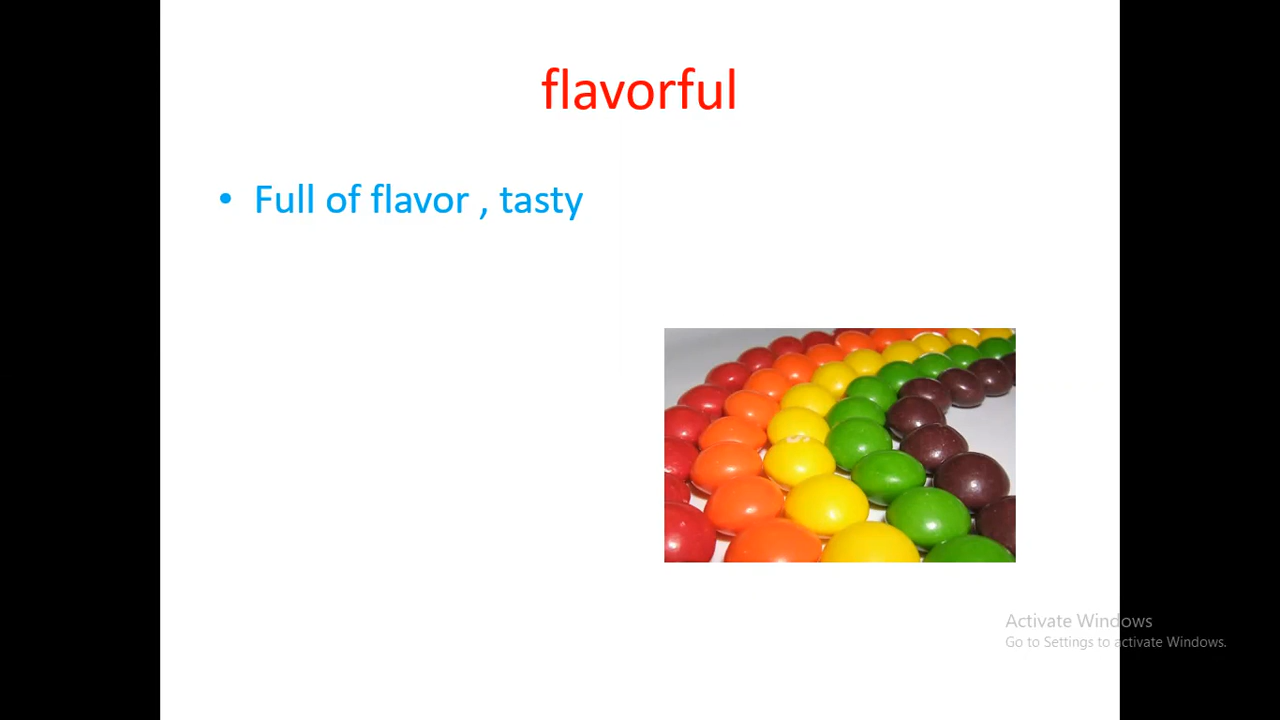 flavorful
• Full of flavor , tasty
Activate Windows
Go to Settings to activate Windows.